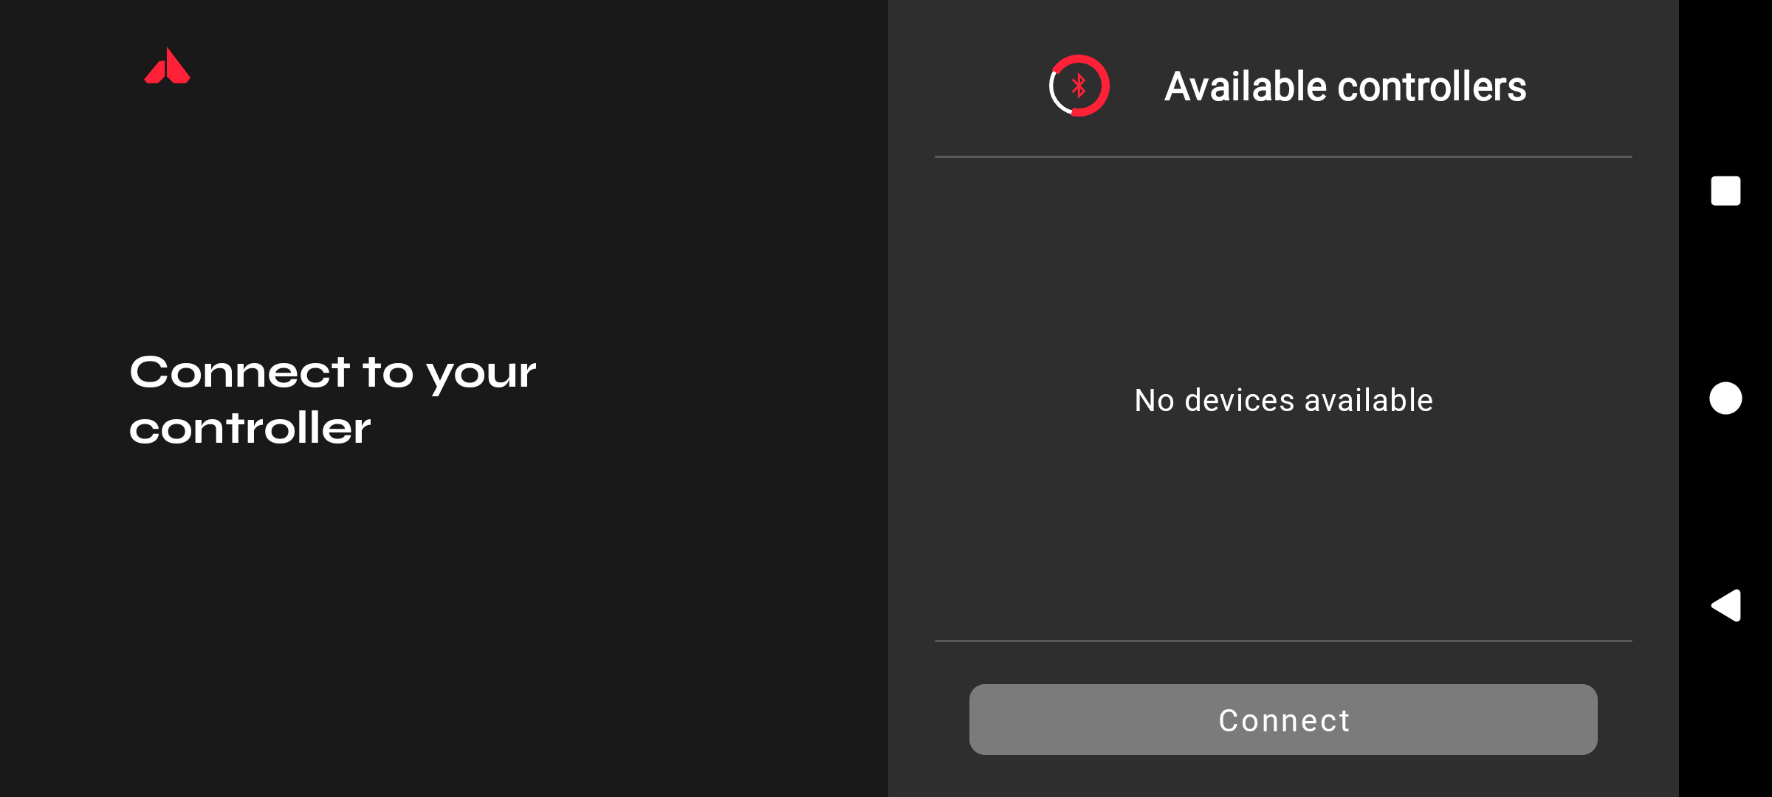 Connect to your
controller
Available controllers
No devices available
Connect